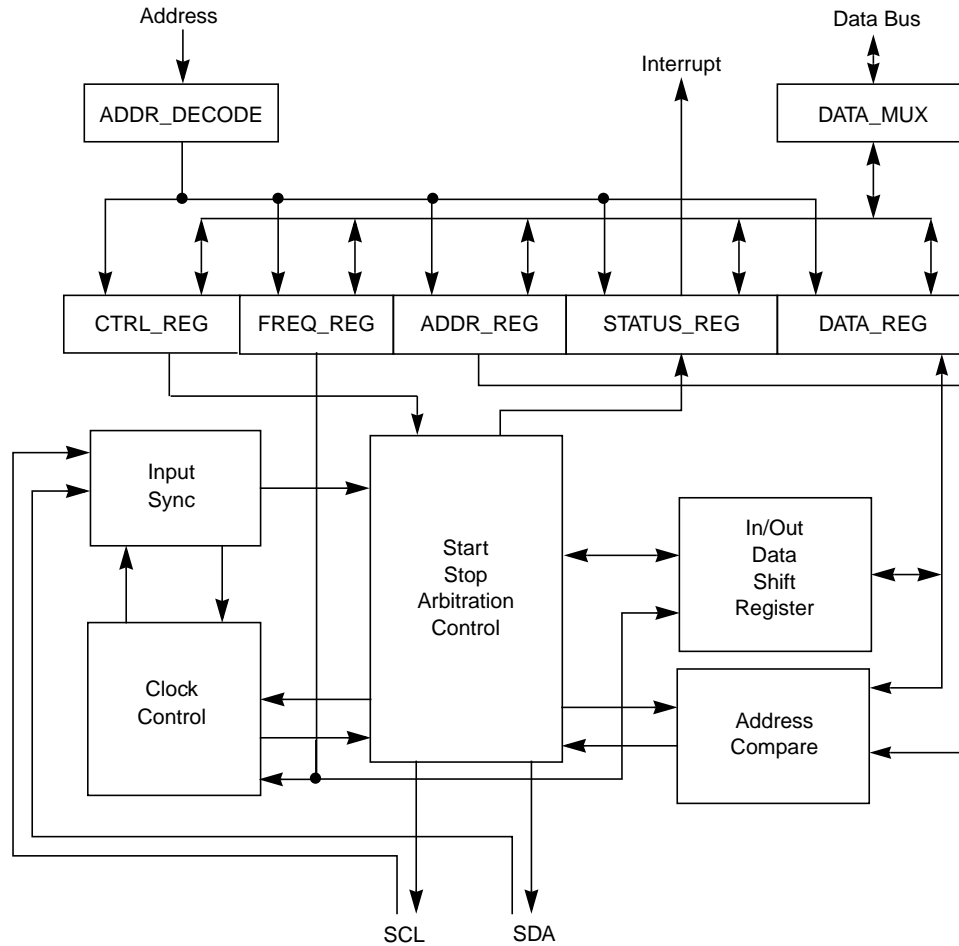 Address
Data Bus
Interrupt
ADDR_DECODE
DATA_MUX
CTRL_REG
FREQ_REG
ADDR_REG
STATUS_REG
DATA_REG
Input
Sync
Start
Stop
Arbitration
Control
In/Out
Data
Shift
Register
Clock
Control
Address
Compare
SCL
SDA